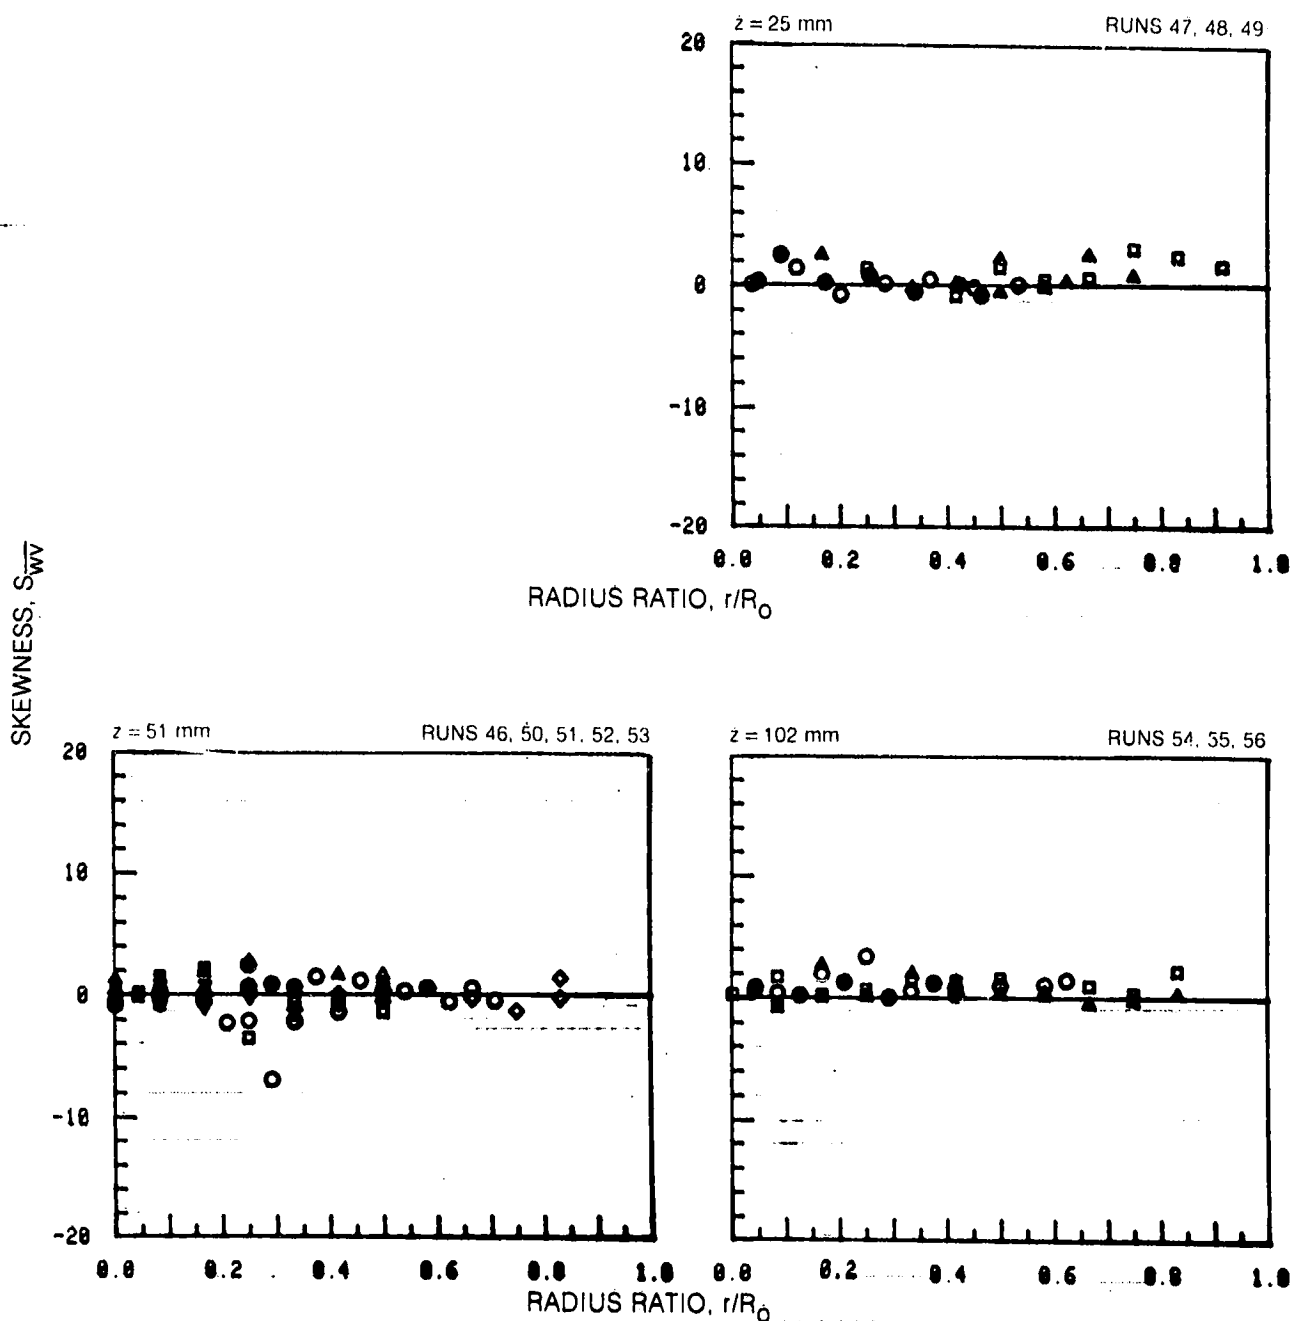 z = 25 mm RUNS 47, 48, 49
20
10
0
-10
-20
0.0 0.2 0.4 0.6 0.8 1.0
RADIUS RATIO, r/R₀
SKEWNESS, S_w̅v̅
z = 51 mm RUNS 46, 50, 51, 52, 53
20
10
0
-10
-20
0.0 0.2 0.4 0.6 0.8 1.0
z = 102 mm RUNS 54, 55, 56
0.0 0.2 0.4 0.6 0.8 1.0
RADIUS RATIO, r/R₀